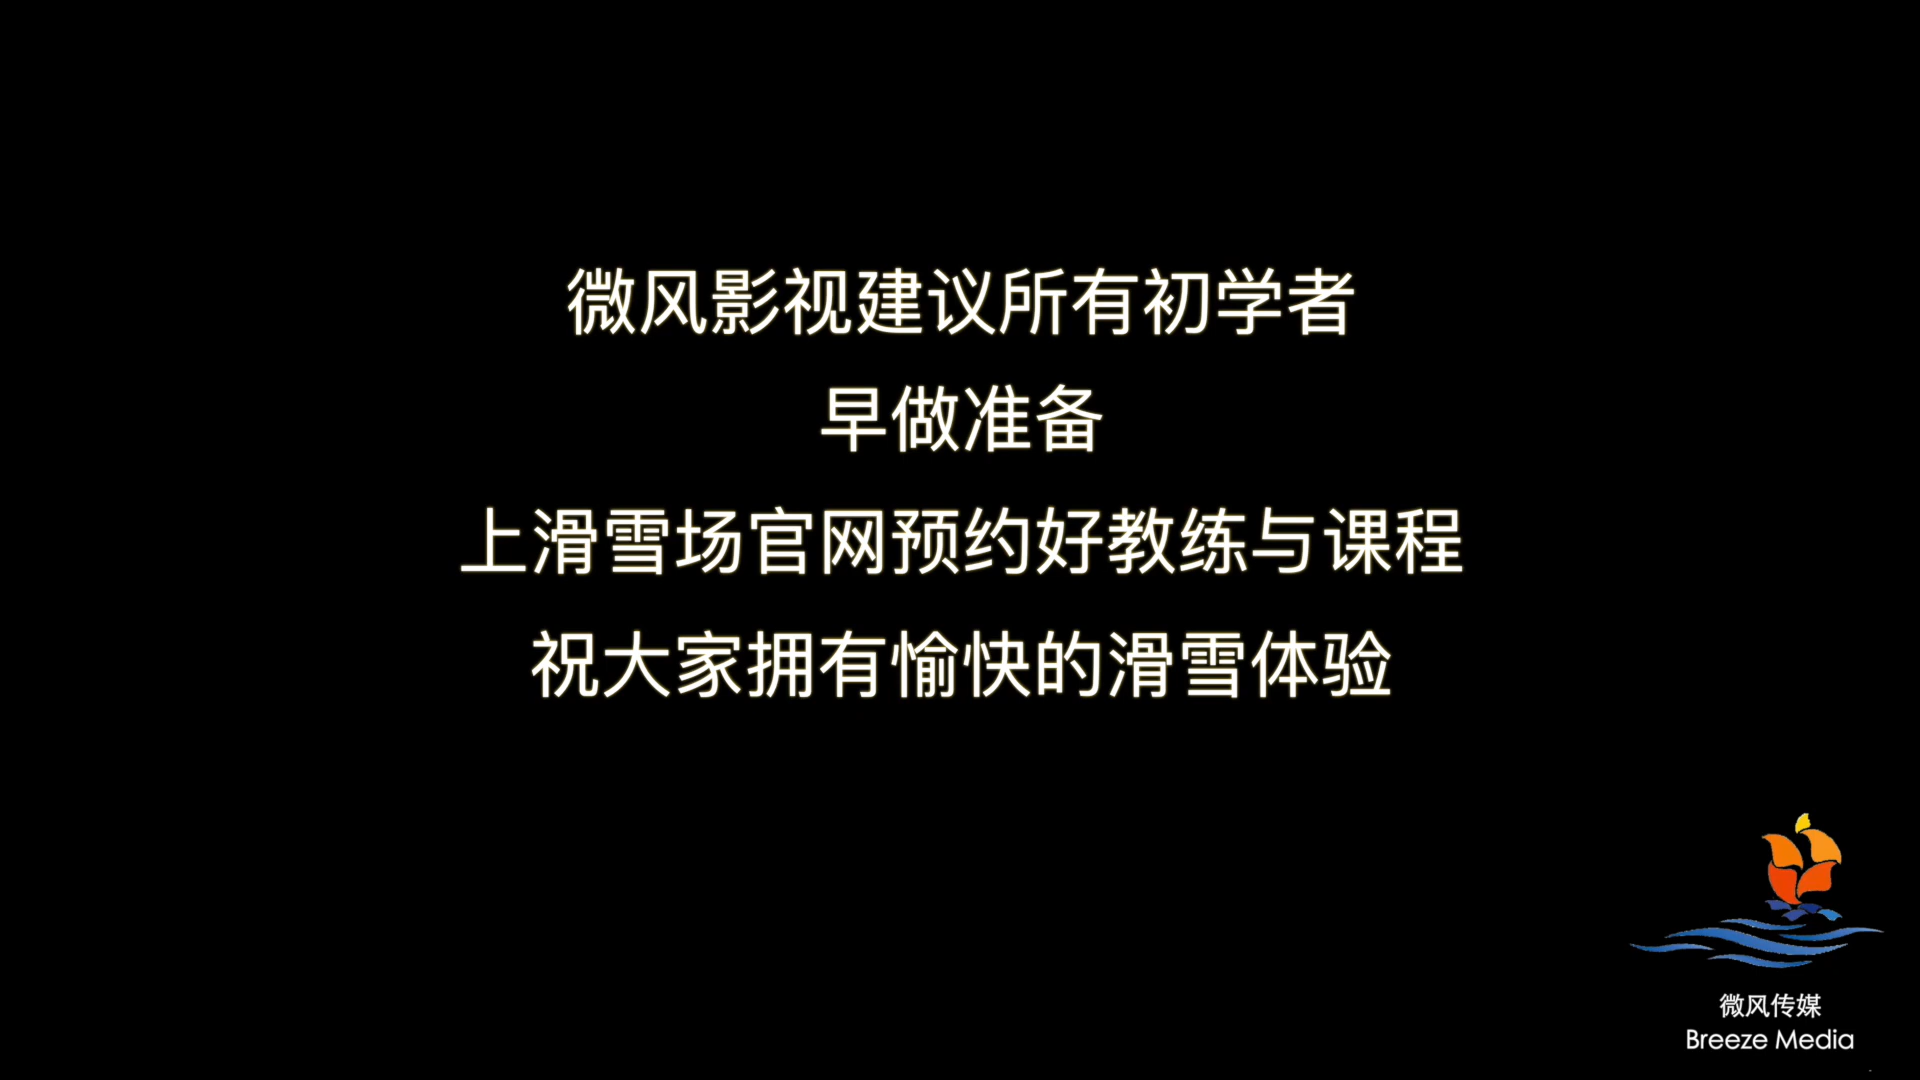 微风影视建议所有初学者
早做准备
上滑雪场官网预约好教练与课程
祝大家拥有愉快的滑雪体验
微风传媒
Breeze Media